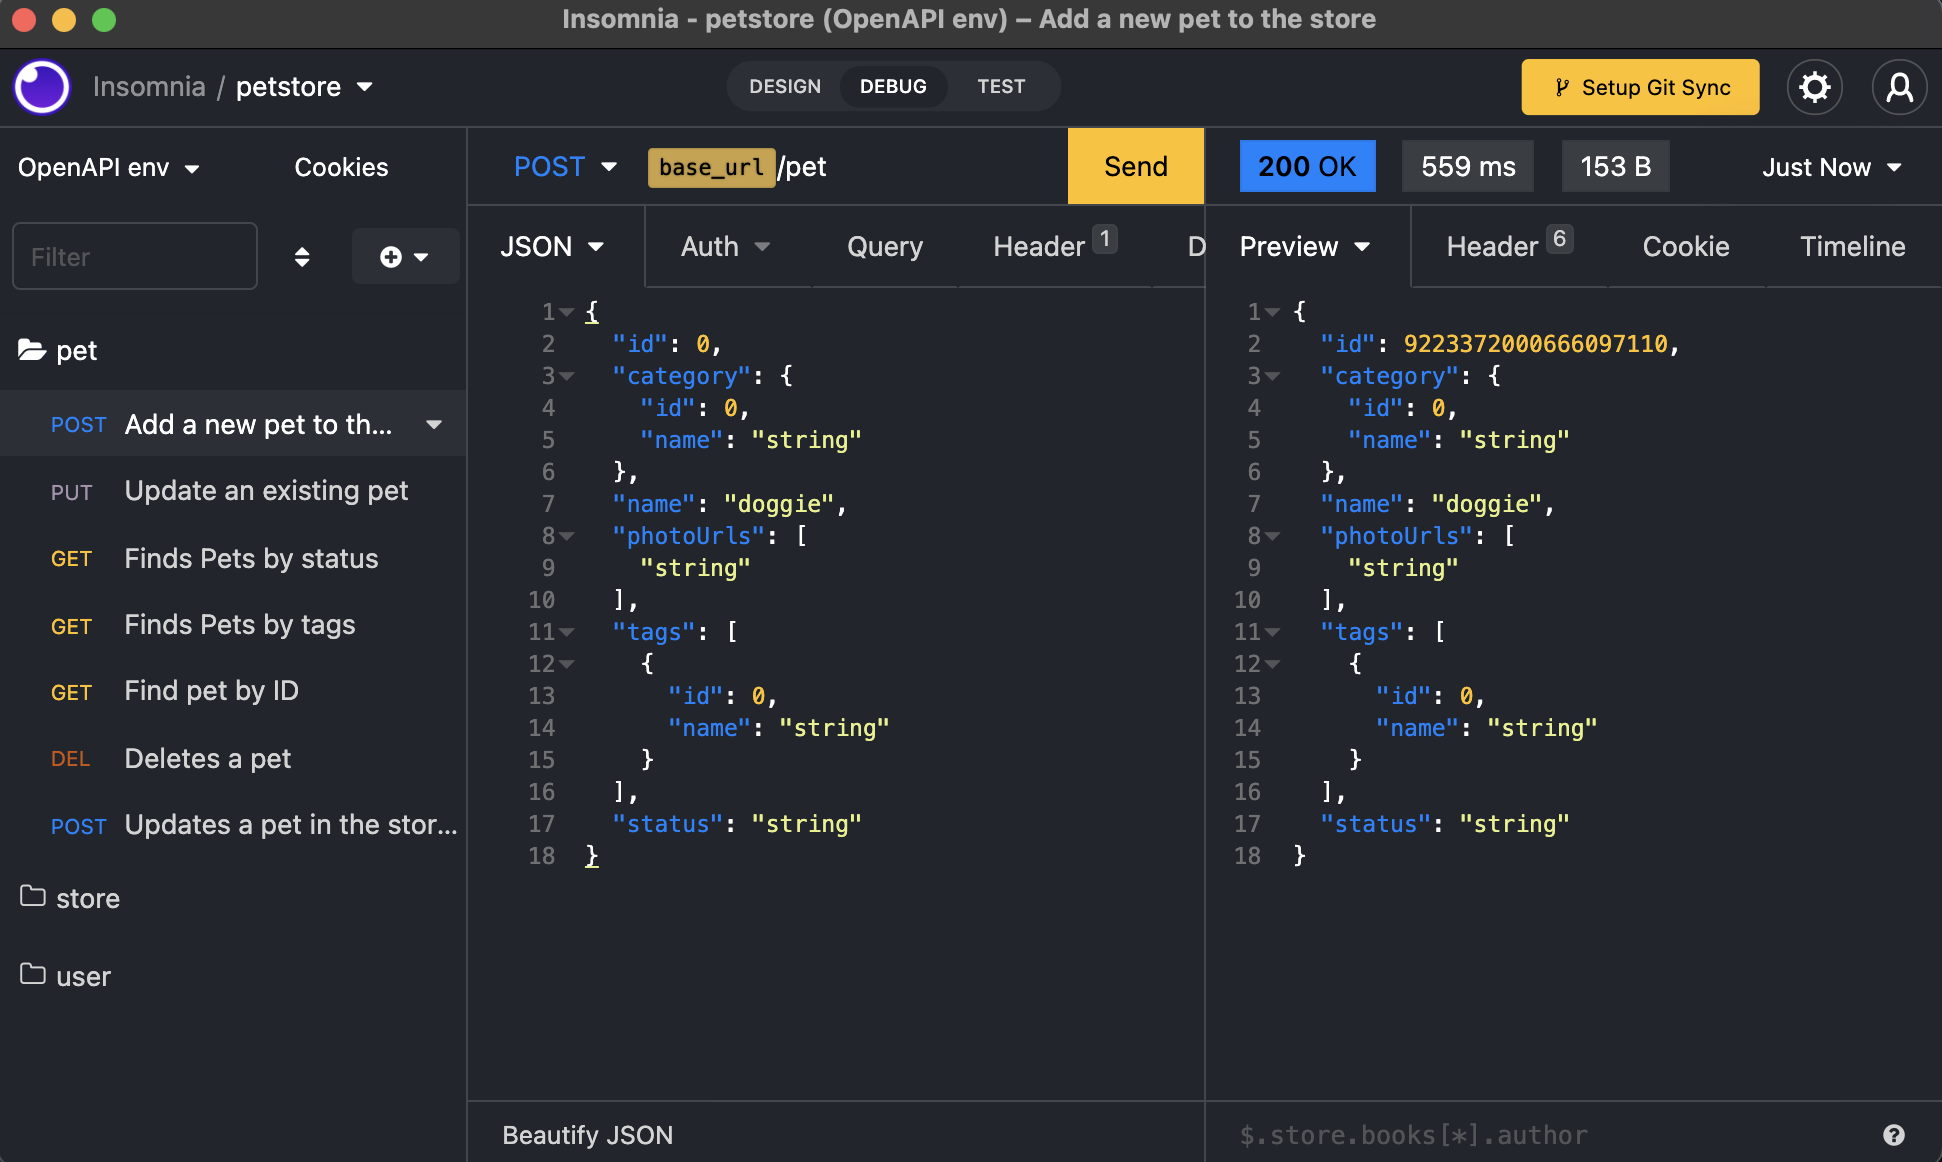 Insomnia - petstore (OpenAPI env) – Add a new pet to the store
Insomnia / petstore
DESIGN DEBUG TEST
Setup Git Sync
OpenAPI env Cookies
POST base_url/pet Send
200 OK 559 ms 153 B Just Now
Filter
JSON Auth Query Header 1 D
Preview Header 6 Cookie Timeline
pet
POST Add a new pet to th...
PUT Update an existing pet
GET Finds Pets by status
GET Finds Pets by tags
GET Find pet by ID
DEL Deletes a pet
POST Updates a pet in the stor...
store
user
1 {
2 "id": 0,
3 "category": {
4 "id": 0,
5 "name": "string"
6 },
7 "name": "doggie",
8 "photoUrls": [
9 "string"
10 ],
11 "tags": [
12 {
13 "id": 0,
14 "name": "string"
15 }
16 ],
17 "status": "string"
18 }
Beautify JSON
1 {
2 "id": 9223372000666097110,
3 "category": {
4 "id": 0,
5 "name": "string"
6 },
7 "name": "doggie",
8 "photoUrls": [
9 "string"
10 ],
11 "tags": [
12 {
13 "id": 0,
14 "name": "string"
15 }
16 ],
17 "status": "string"
18 }
$.store.books[*].author ?